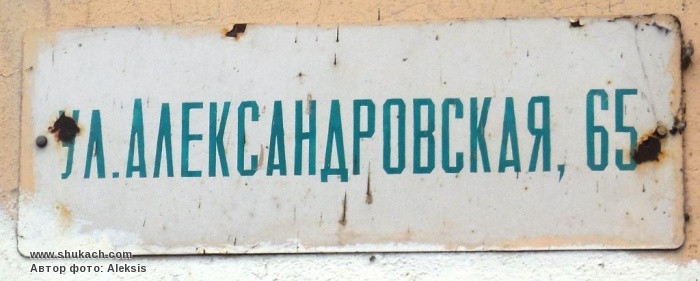 УЛ. АЛЕКСАНДРОВСКАЯ, 65
www.shukach.com
Автор фото: Aleksis